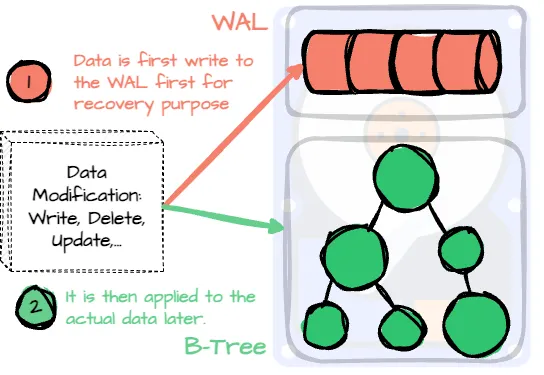 WAL
1
Data is first write to
the WAL first for
recovery purpose
Data
Modification:
Write, Delete,
Update,...
2
It is then applied to the
actual data later.
B-Tree